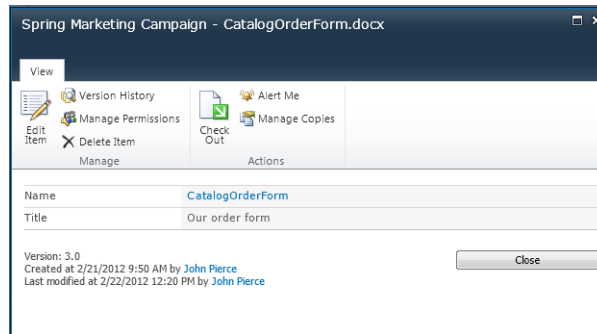 Spring Marketing Campaign - CatalogOrderForm.docx
View
Edit Item
Version History
Manage Permissions
Delete Item
Manage
Check Out
Alert Me
Manage Copies
Actions
Name CatalogOrderForm
Title Our order form
Version: 3.0
Created at 2/21/2012 9:50 AM by John Pierce
Last modified at 2/22/2012 12:20 PM by John Pierce
Close